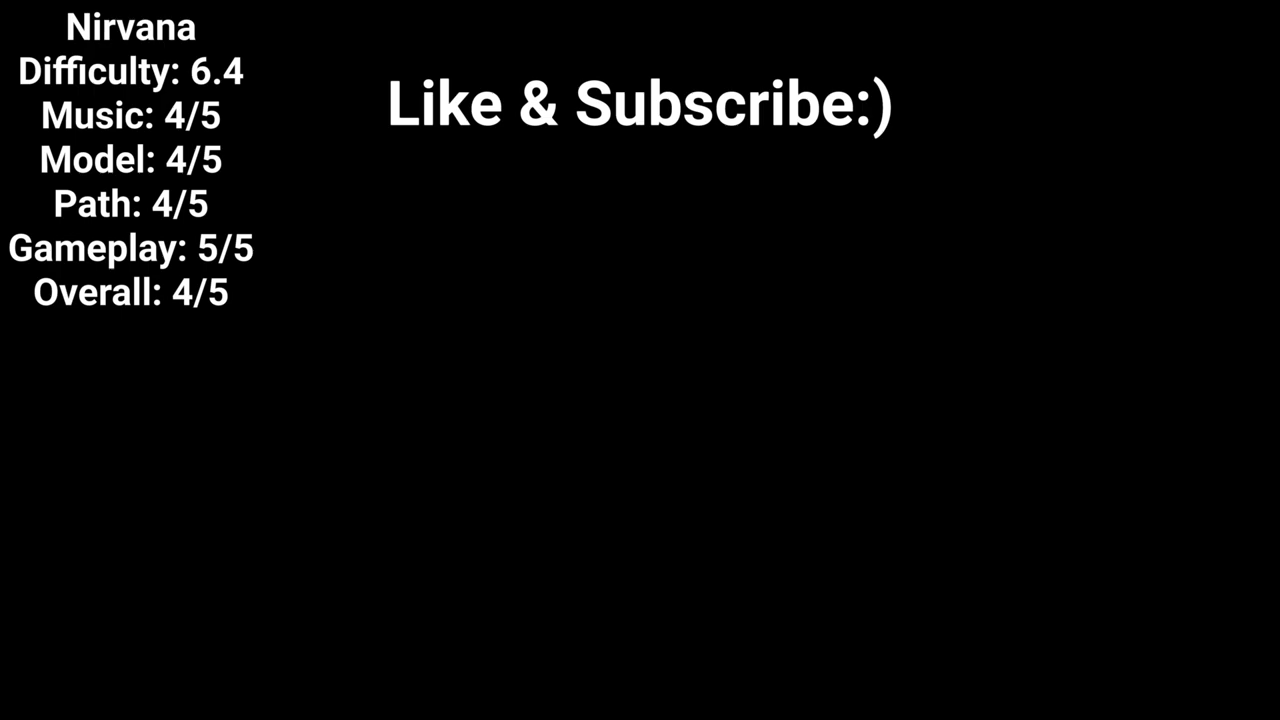 Nirvana
Difficulty: 6.4
Music: 4/5
Model: 4/5
Path: 4/5
Gameplay: 5/5
Overall: 4/5
Like & Subscribe:)